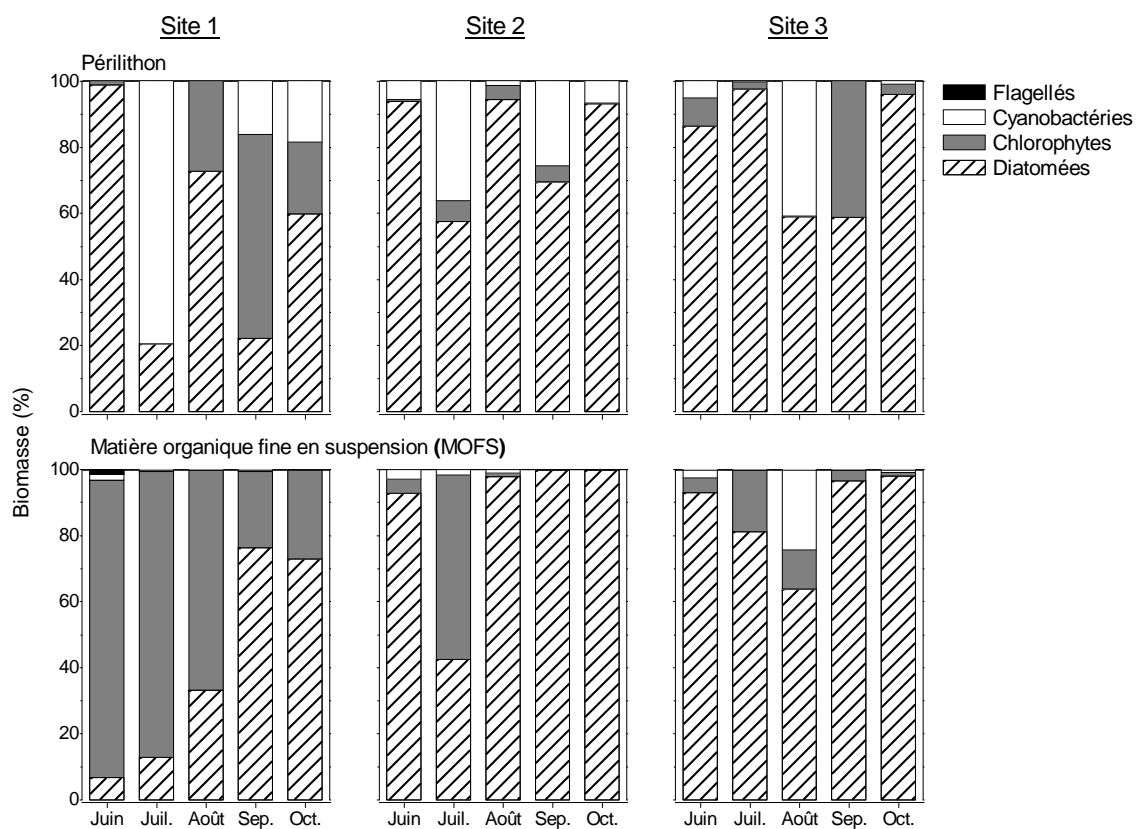 Site 1 Site 2 Site 3
Périlithon
100
80
60
40
20
0
Flagellés
Cyanobactéries
Chlorophytes
Diatomées
Biomasse (%)
Matière organique fine en suspension (MOFS)
100
80
60
40
20
0
Juin Juil. Août Sep. Oct. Juin Juil. Août Sep. Oct. Juin Juil. Août Sep. Oct.